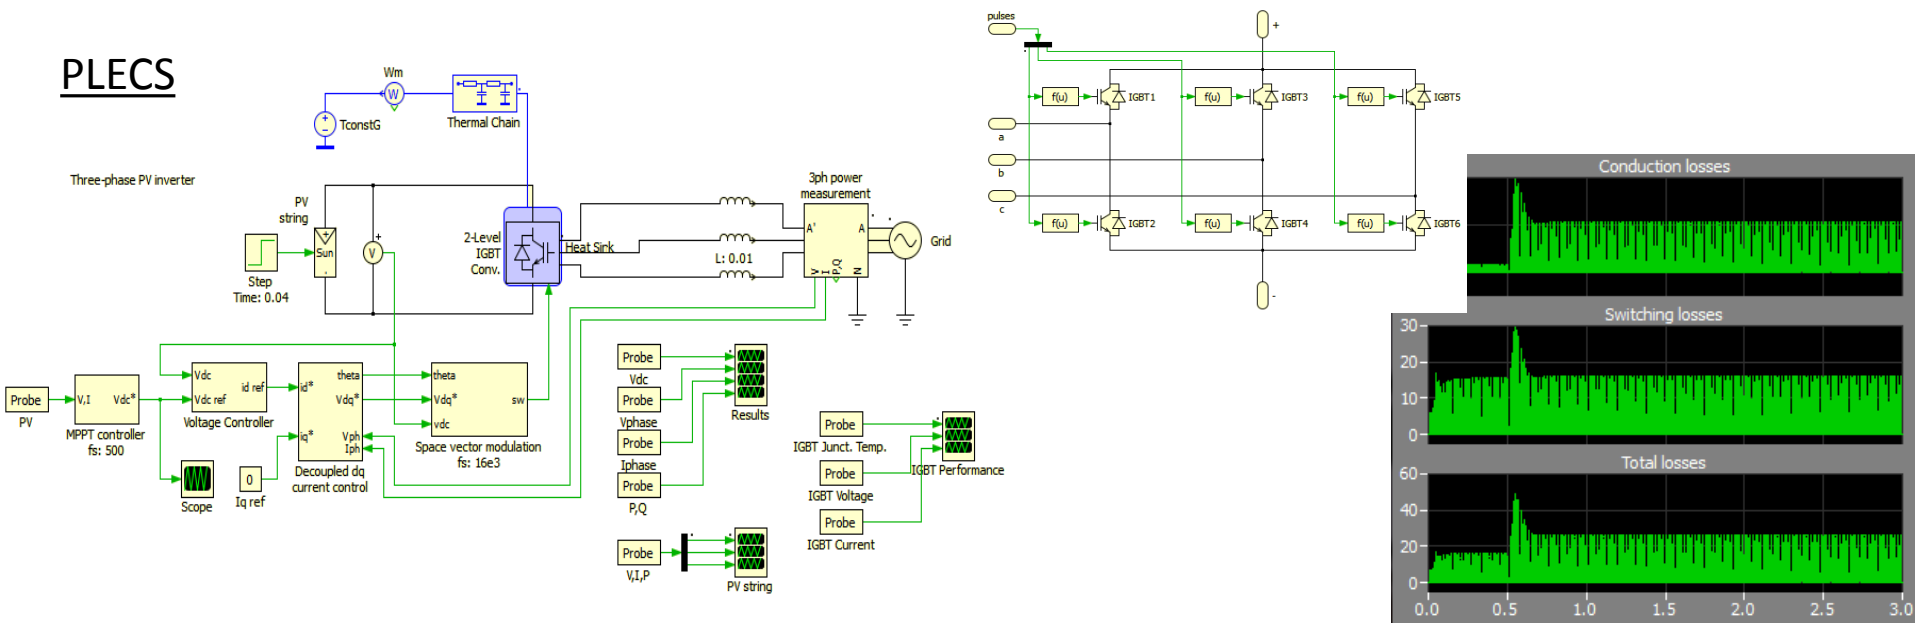 PLECS
Three-phase PV inverter
Wm
W
TconstG
Thermal Chain
PV
string
Sun
Step
Time: 0.04
V
2-Level
IGBT
Conv.
Heat Sink
L: 0.01
3ph power
measurement
A'
A
V
I
P,Q
N
Grid
Probe
PV
V,I
Vdc*
MPPT controller
fs: 500
Scope
Vdc
Vdc ref
id ref
Voltage Controller
0
Iq ref
id*
iq*
theta
Vdq*
Vph
Iph
Decoupled dq
current control
theta
Vdq*
vdc
sw
Space vector modulation
fs: 16e3
Probe
Vdc
Probe
Vphase
Probe
Iphase
Probe
P,Q
Results
Probe
V,I,P
PV string
Probe
IGBT Junct. Temp.
Probe
IGBT Voltage
Probe
IGBT Current
IGBT Performance
pulses
+
f(u)
IGBT1
f(u)
IGBT3
f(u)
IGBT5
a
b
c
f(u)
IGBT2
f(u)
IGBT4
f(u)
IGBT6
-
Conduction losses
Switching losses
30
20
10
0
Total losses
60
40
20
0
0.0 0.5 1.0 1.5 2.0 2.5 3.0